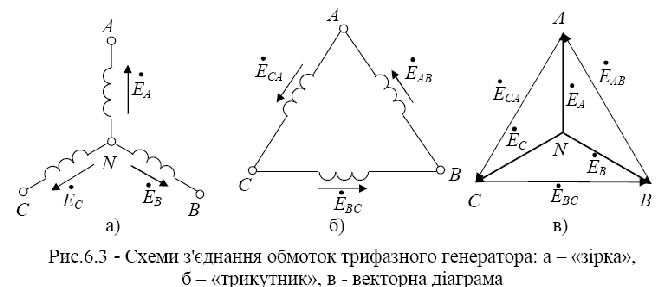 A
Ė_A
N
C
Ė_C
Ė_B
B
а)
A
Ė_CA
Ė_AB
C
Ė_BC
B
б)
A
Ė_CA
Ė_A
Ė_AB
Ė_C
N
Ė_B
C
Ė_BC
B
в)
Рис.6.3 - Схеми з'єднання обмоток трифазного генератора: а – «зірка»,
б – «трикутник», в - векторна діаграма